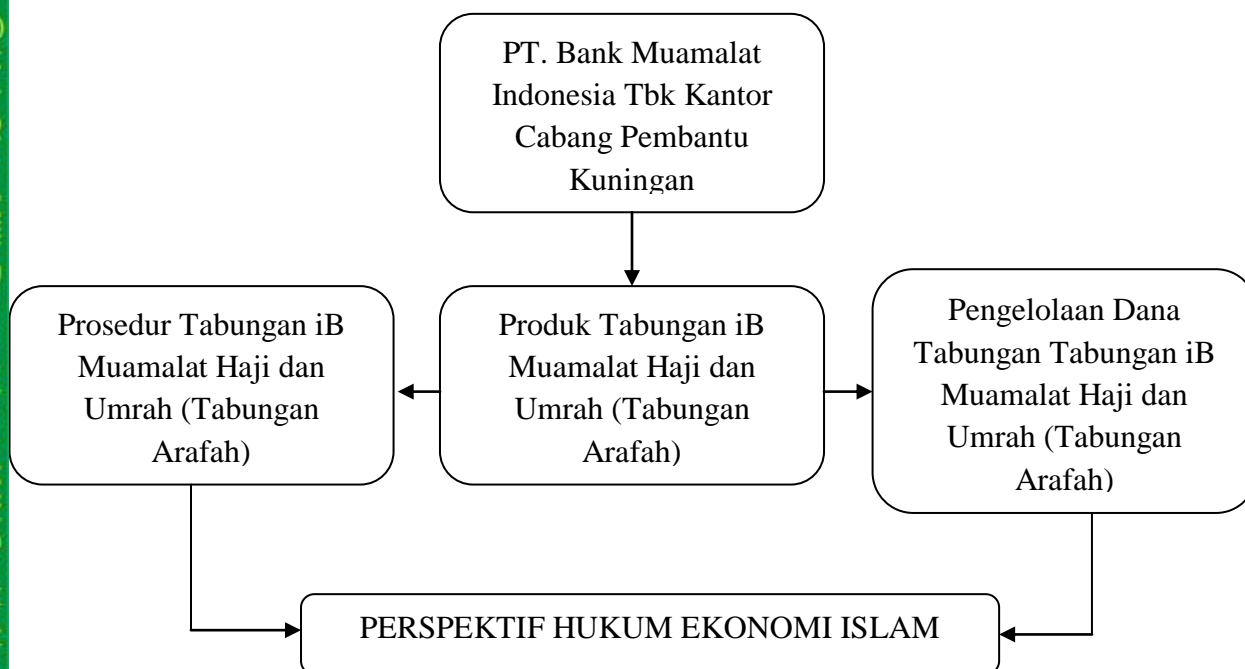 PT. Bank Muamalat
Indonesia Tbk Kantor
Cabang Pembantu
Kuningan
Prosedur Tabungan iB
Muamalat Haji dan
Umrah (Tabungan
Arafah)
Produk Tabungan iB
Muamalat Haji dan
Umrah (Tabungan
Arafah)
Pengelolaan Dana
Tabungan Tabungan iB
Muamalat Haji dan
Umrah (Tabungan
Arafah)
PERSPEKTIF HUKUM EKONOMI ISLAM